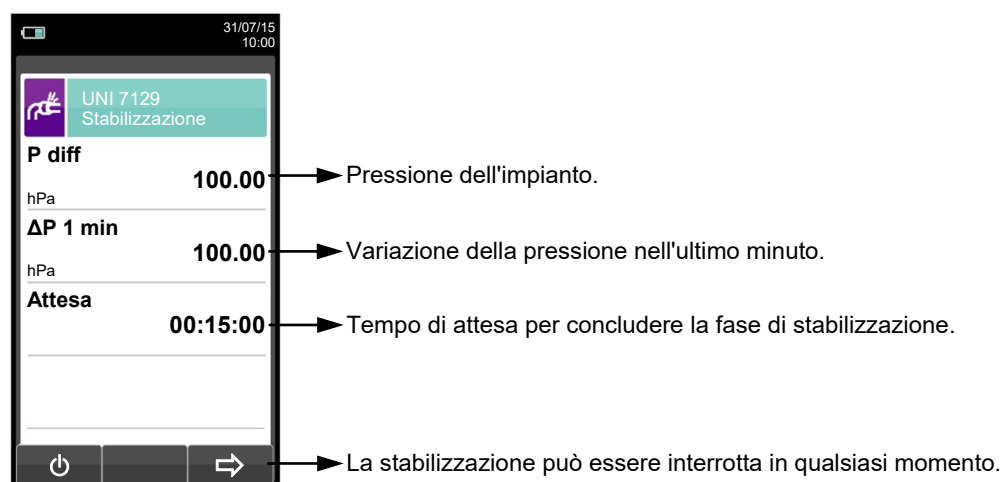 31/07/15
10:00
UNI 7129
Stabilizzazione
P diff
100.00
hPa
Pressione dell'impianto.
ΔP 1 min
100.00
hPa
Variazione della pressione nell'ultimo minuto.
Attesa
00:15:00
Tempo di attesa per concludere la fase di stabilizzazione.
La stabilizzazione può essere interrotta in qualsiasi momento.